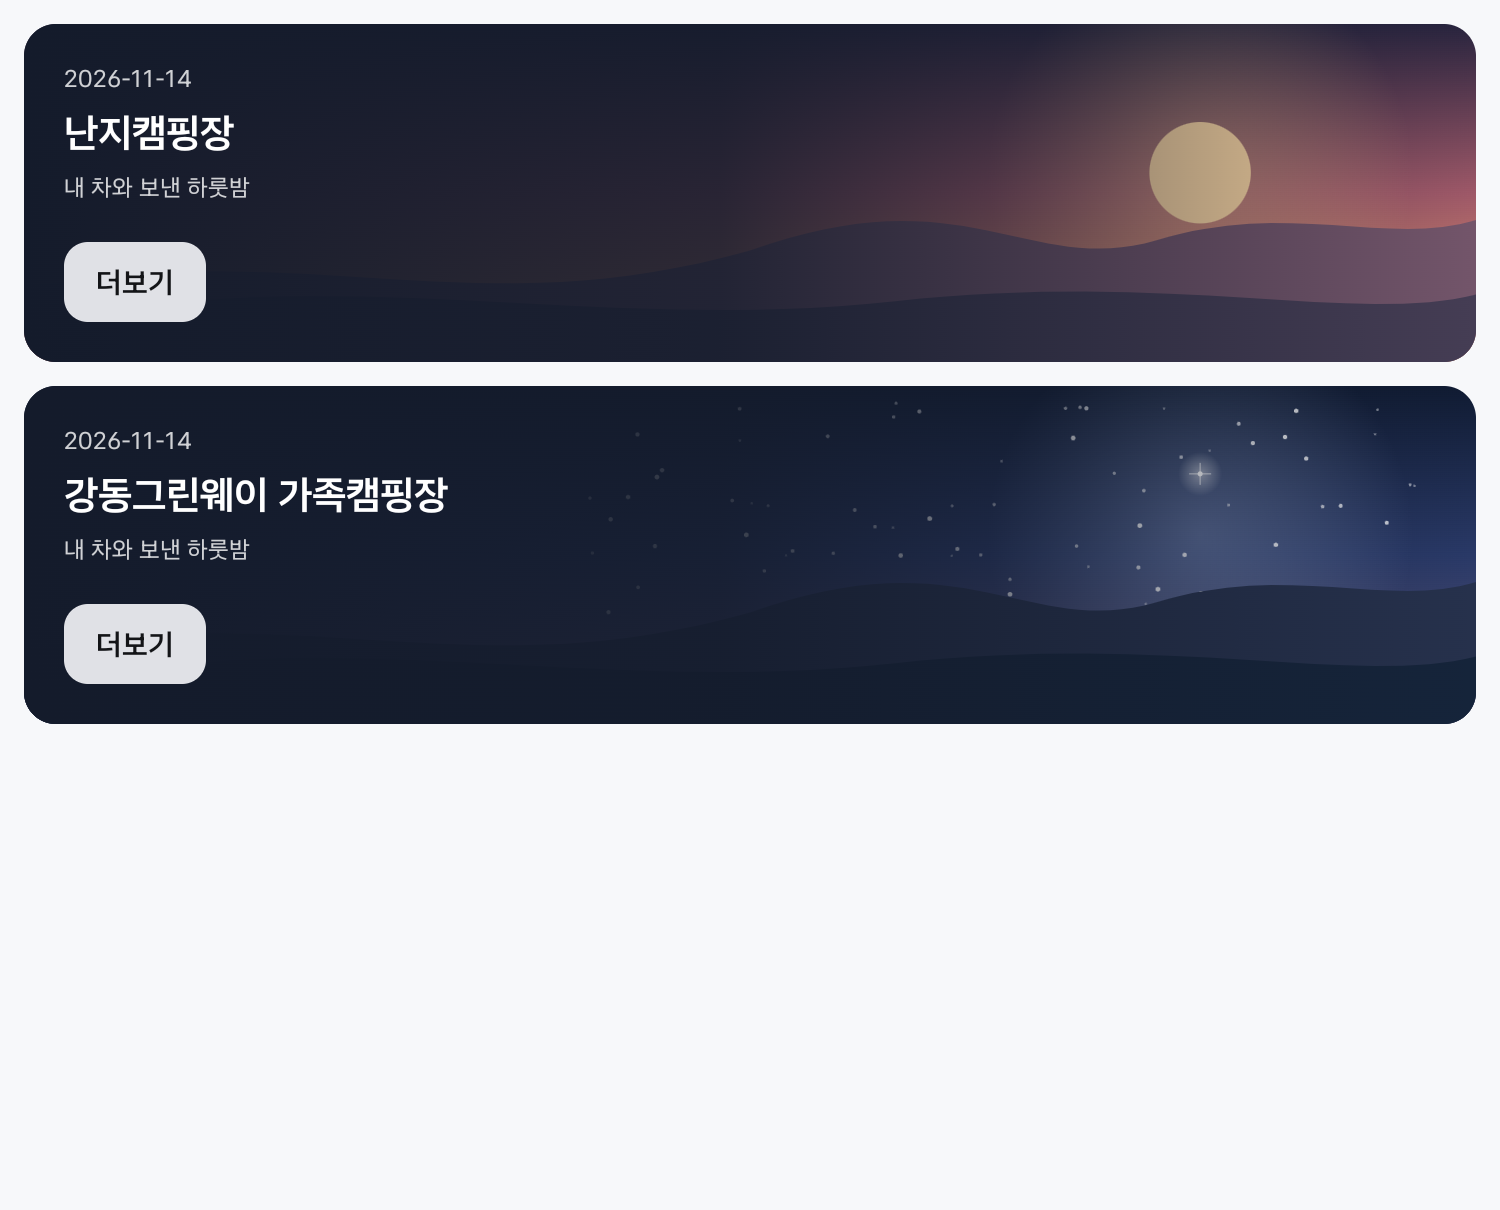 2026-11-14
난지캠핑장
내 차와 보낸 하룻밤
더보기
2026-11-14
강동그린웨이 가족캠핑장
내 차와 보낸 하룻밤
더보기